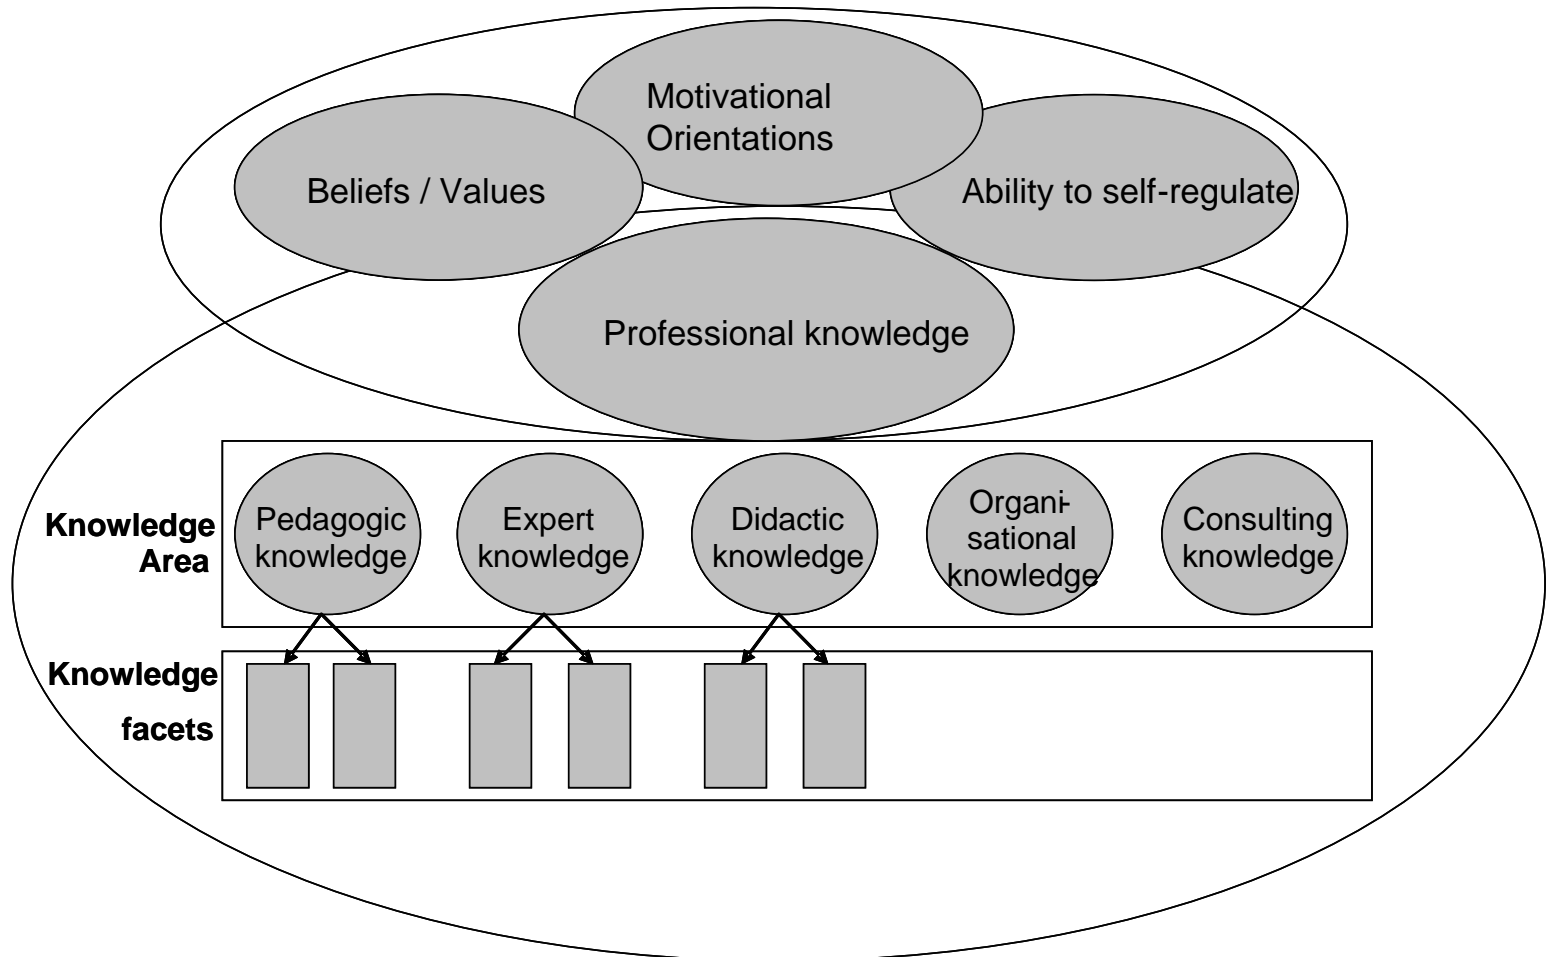 Motivational
Orientations
Beliefs / Values
Ability to self-regulate
Professional knowledge
Knowledge
Area
Pedagogic
knowledge
Expert
knowledge
Didactic
knowledge
Organi-
sational
knowledge
Consulting
knowledge
Knowledge
facets